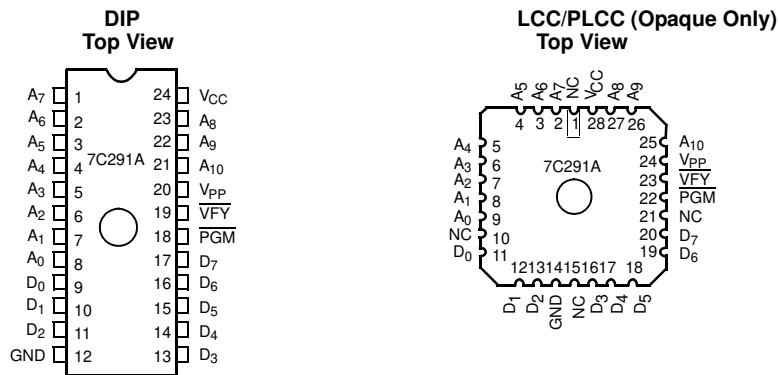 DIP
Top View
A7 1 24 VCC
A6 2 23 A8
A5 3 22 A9
A4 4 7C291A 21 A10
A3 5 20 VPP
A2 6 19 VFY
A1 7 18 PGM
A0 8 17 D7
D0 9 16 D6
D1 10 15 D5
D2 11 14 D4
GND 12 13 D3
LCC/PLCC (Opaque Only)
Top View
A5 A6 A7 NC VCC A8 A9
4 3 2 1 28 27 26
A4 5 25 A10
A3 6 7C291A 24 VPP
A2 7 23 VFY
A1 8 22 PGM
A0 9 21 NC
NC 10 20 D7
D0 11 19 D6
12 13 14 15 16 17 18
D1 D2 GND NC D3 D4 D5